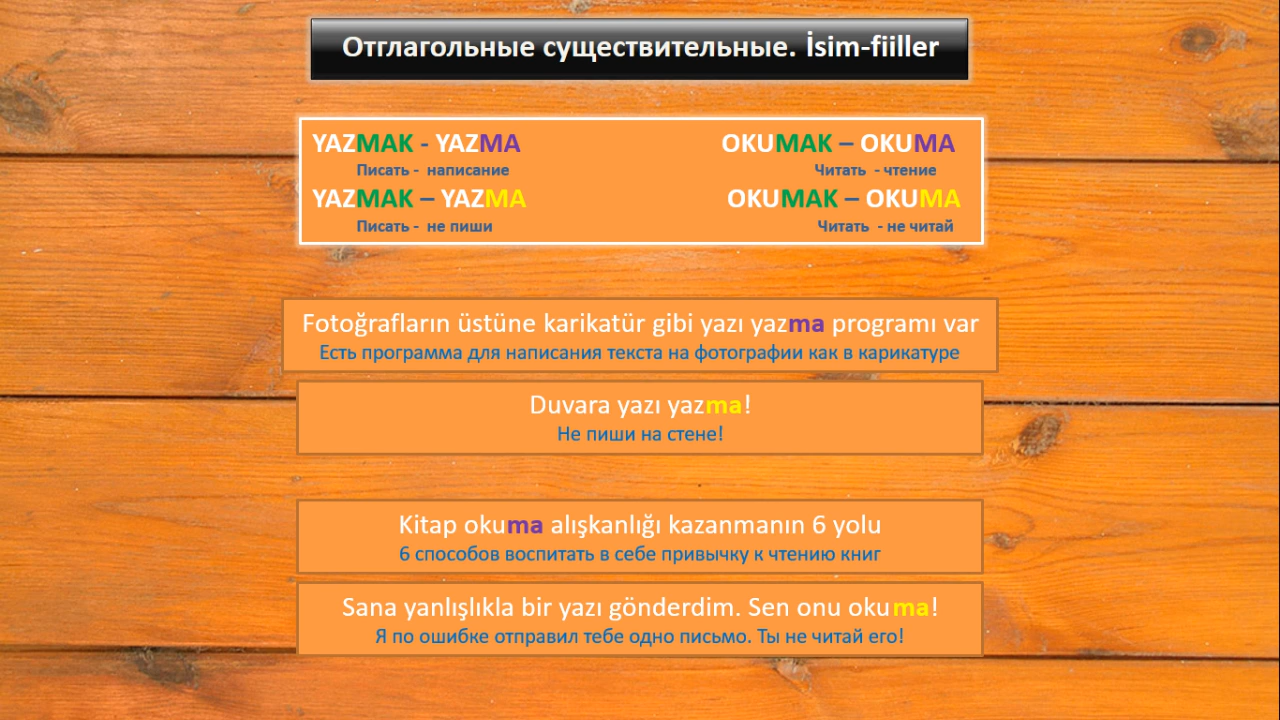 Отглагольные существительные. İsim-fiiller
YAZMAK - YAZMA
Писать - написание
OKUMAK – OKUMA
Читать - чтение
YAZMAK – YAZMA
Писать - не пиши
OKUMAK – OKUMA
Читать - не читай
Fotoğrafların üstüne karikatür gibi yazı yazma programı var
Есть программа для написания текста на фотографии как в карикатуре
Duvara yazı yazma!
Не пиши на стене!
Kitap okuma alışkanlığı kazanmanın 6 yolu
6 способов воспитать в себе привычку к чтению книг
Sana yanlışlıkla bir yazı gönderdim. Sen onu okuma!
Я по ошибке отправил тебе одно письмо. Ты не читай его!